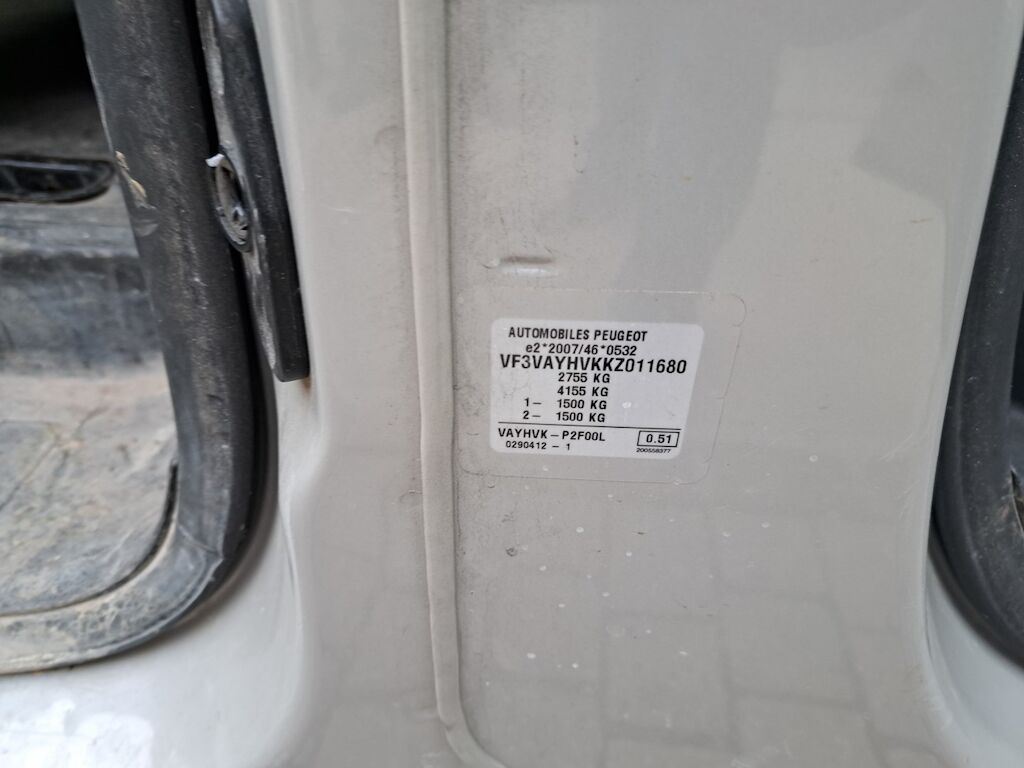 AUTOMOBILES PEUGEOT
e2*2007/46*0532
VF3VAYHVKKZ011680
2755 KG
4155 KG
1- 1500 KG
2- 1500 KG
VAYHVK-P2F00L 0.51
0290412-1 200558377